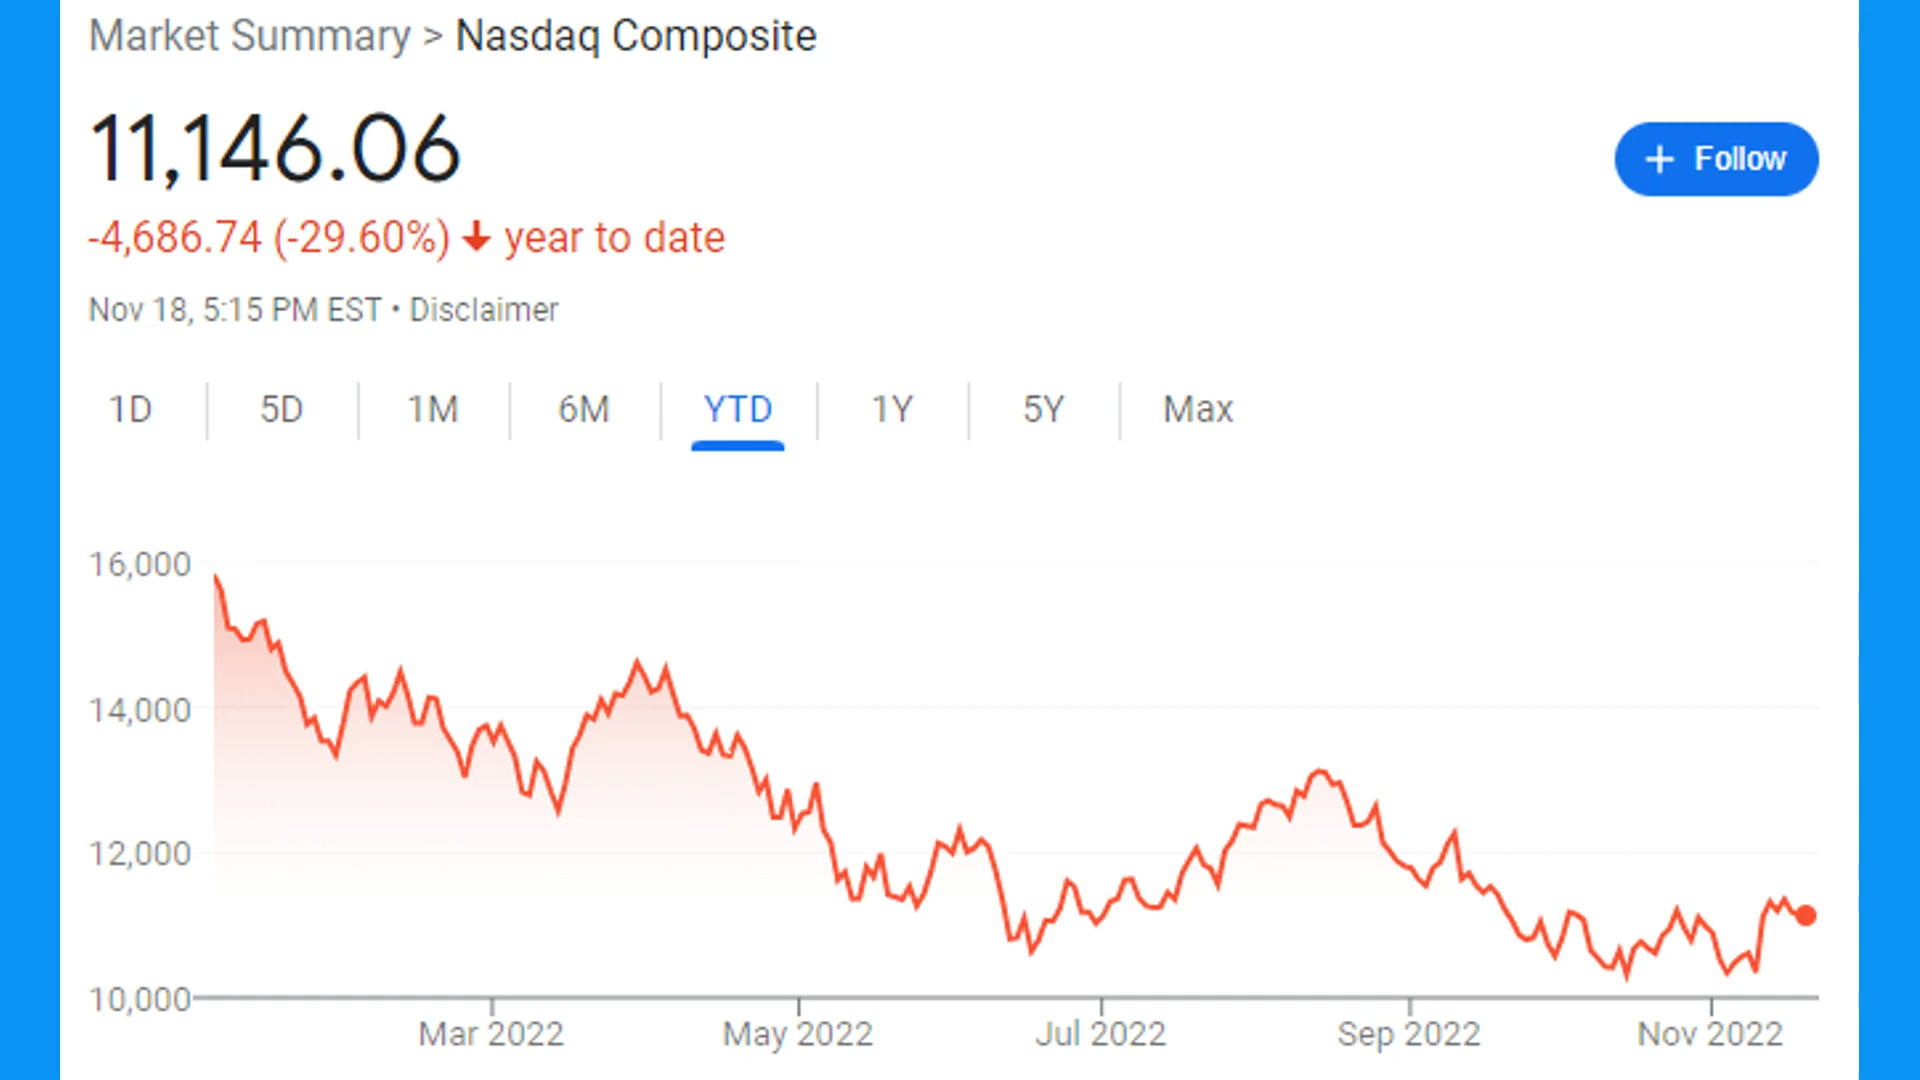 Market Summary > Nasdaq Composite
11,146.06
+ Follow
-4,686.74 (-29.60%) ↓ year to date
Nov 18, 5:15 PM EST • Disclaimer
1D 5D 1M 6M YTD 1Y 5Y Max
16,000
14,000
12,000
10,000
Mar 2022 May 2022 Jul 2022 Sep 2022 Nov 2022